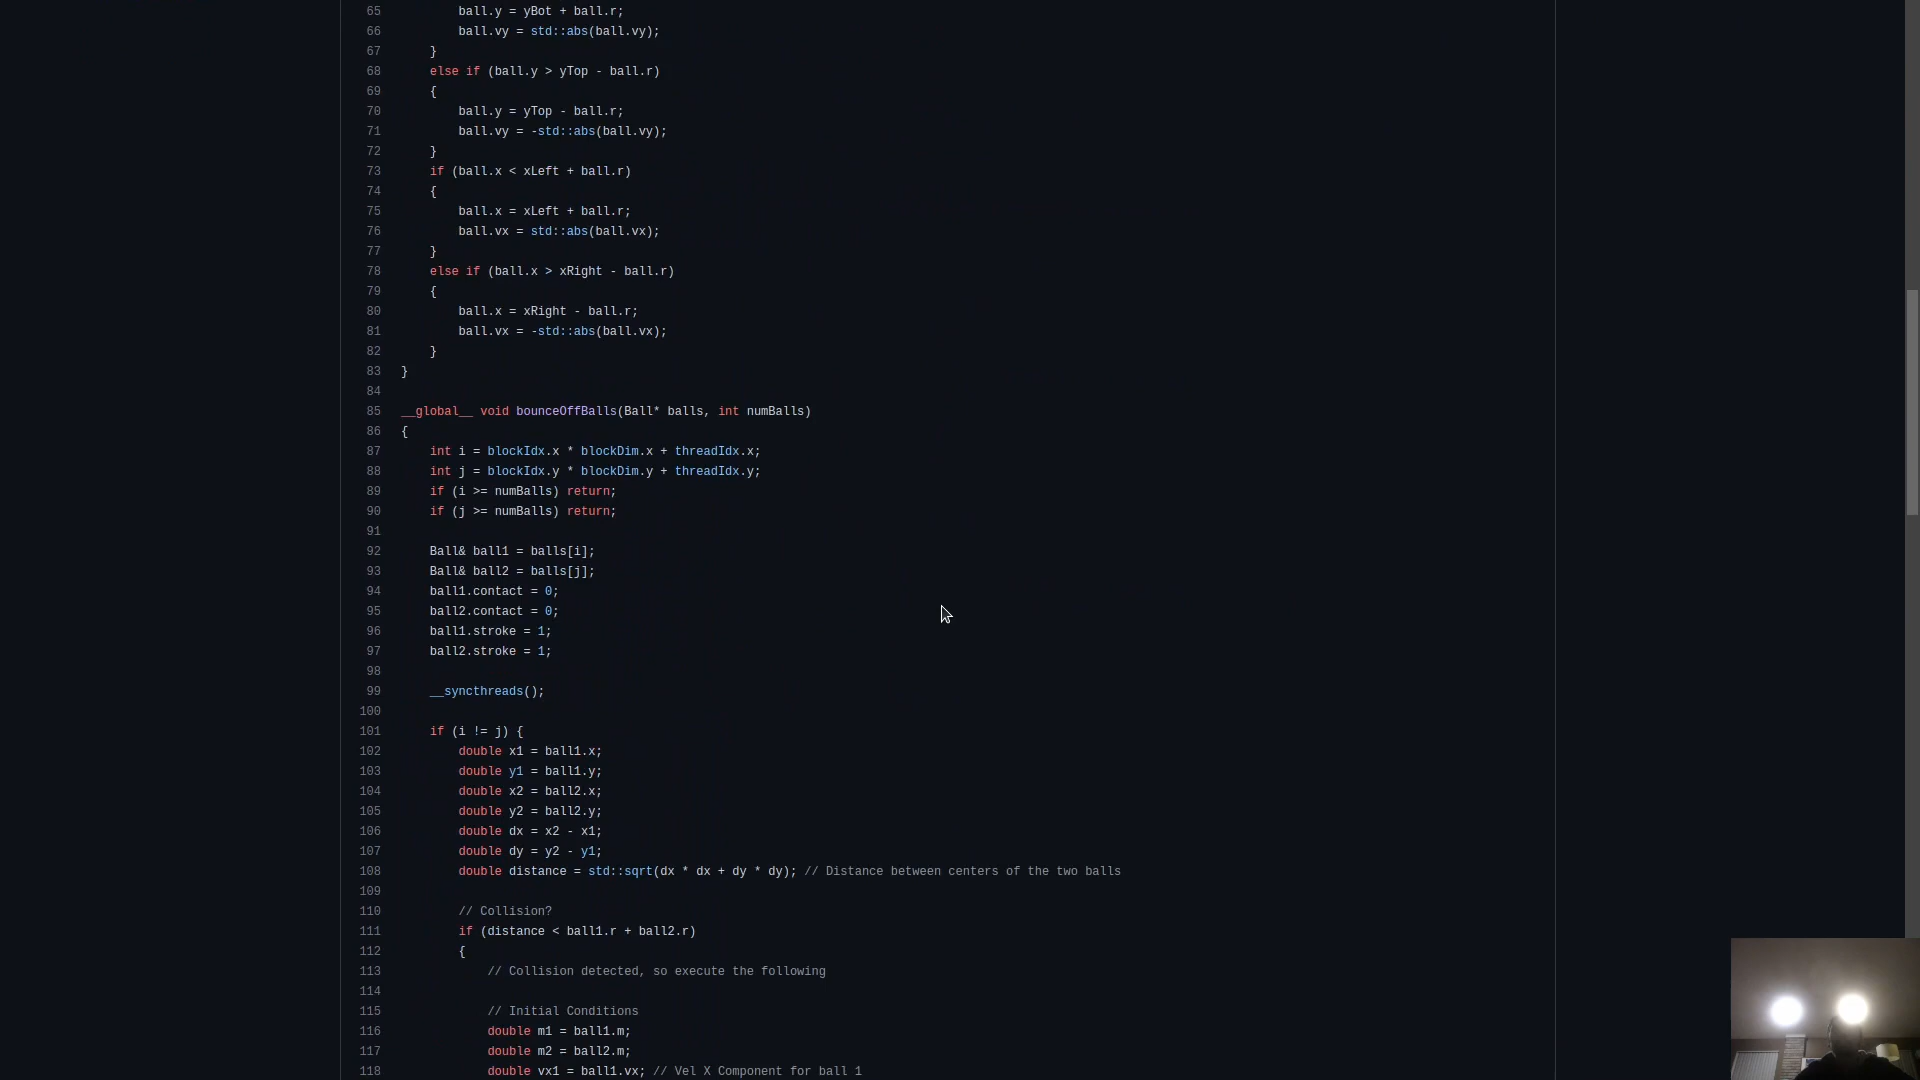 65 ball.y = yBot + ball.r;
66 ball.vy = std::abs(ball.vy);
67 }
68 else if (ball.y > yTop - ball.r)
69 {
70 ball.y = yTop - ball.r;
71 ball.vy = -std::abs(ball.vy);
72 }
73 if (ball.x < xLeft + ball.r)
74 {
75 ball.x = xLeft + ball.r;
76 ball.vx = std::abs(ball.vx);
77 }
78 else if (ball.x > xRight - ball.r)
79 {
80 ball.x = xRight - ball.r;
81 ball.vx = -std::abs(ball.vx);
82 }
83 }
84
85 __global__ void bounceOffBalls(Ball* balls, int numBalls)
86 {
87 int i = blockIdx.x * blockDim.x + threadIdx.x;
88 int j = blockIdx.y * blockDim.y + threadIdx.y;
89 if (i >= numBalls) return;
90 if (j >= numBalls) return;
91
92 Ball& ball1 = balls[i];
93 Ball& ball2 = balls[j];
94 ball1.contact = 0;
95 ball2.contact = 0;
96 ball1.stroke = 1;
97 ball2.stroke = 1;
98
99 __syncthreads();
100
101 if (i != j) {
102 double x1 = ball1.x;
103 double y1 = ball1.y;
104 double x2 = ball2.x;
105 double y2 = ball2.y;
106 double dx = x2 - x1;
107 double dy = y2 - y1;
108 double distance = std::sqrt(dx * dx + dy * dy); // Distance between centers of the two balls
109
110 // Collision?
111 if (distance < ball1.r + ball2.r)
112 {
113 // Collision detected, so execute the following
114
115 // Initial Conditions
116 double m1 = ball1.m;
117 double m2 = ball2.m;
118 double vx1 = ball1.vx; // Vel X Component for ball 1